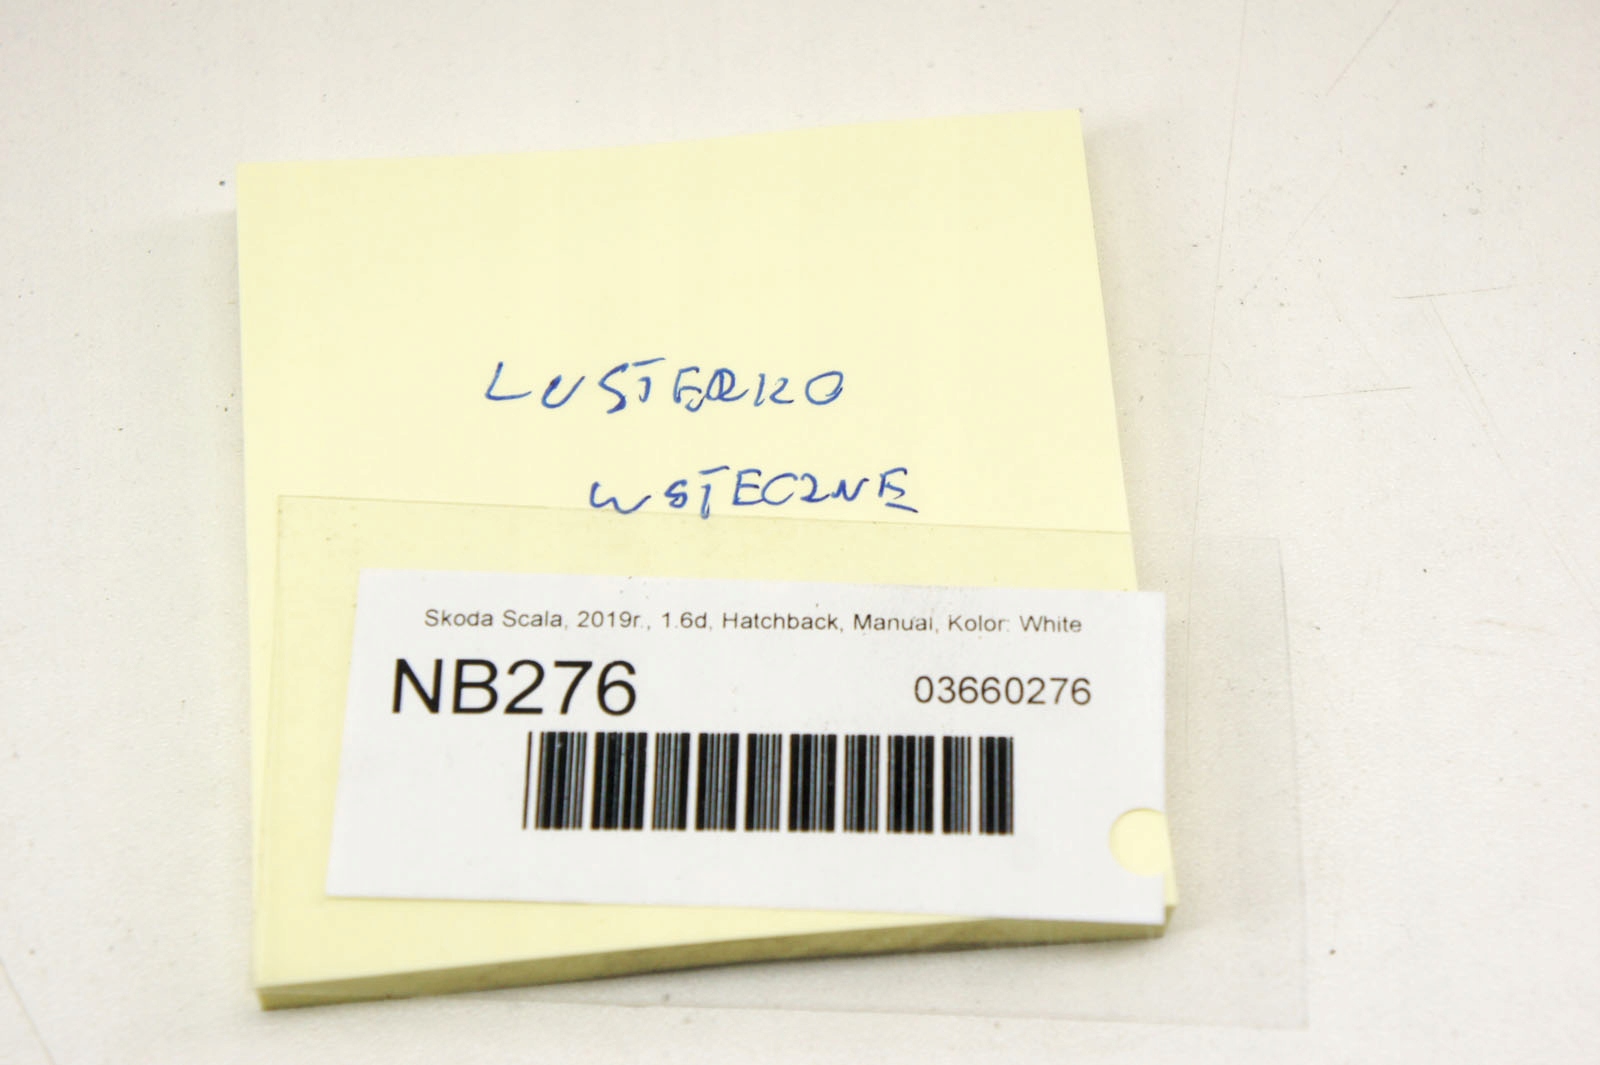 LUSTERKO
WSTECZNE
Skoda Scala, 2019r., 1.6d, Hatchback, Manual, Kolor: White
NB276
03660276